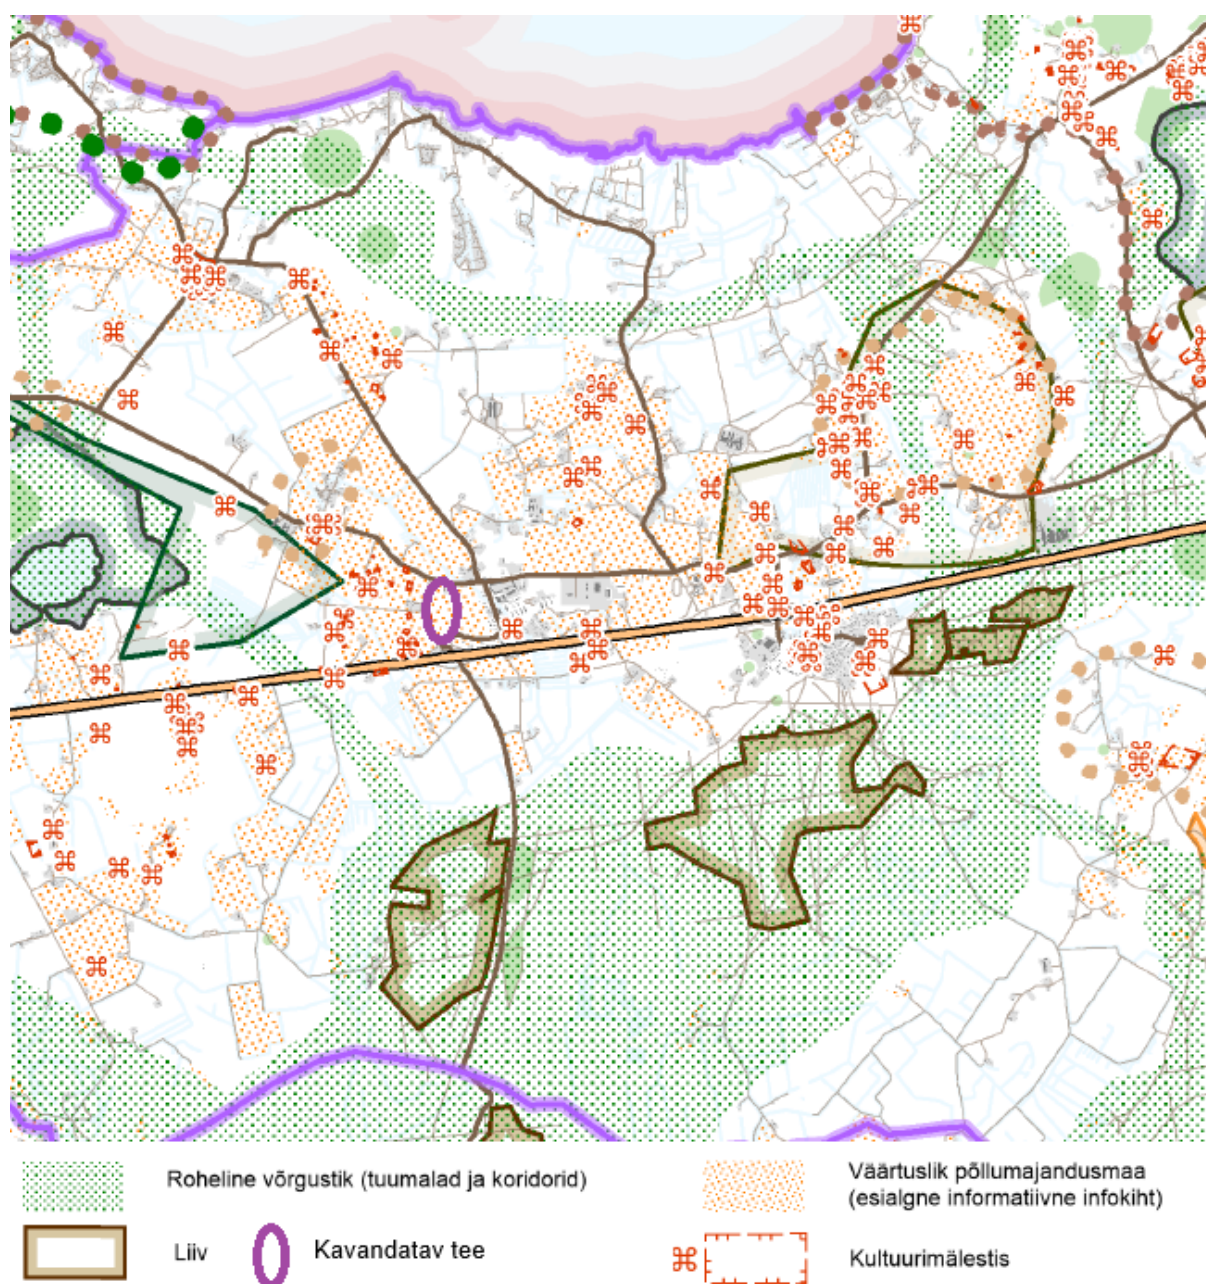 Roheline võrgustik (tuumalad ja koridorid)
Väärtuslik põllumajandusmaa
(esialgne informatiivne infokiht)
Liiv
Kavandatav tee
Kultuurimälestis